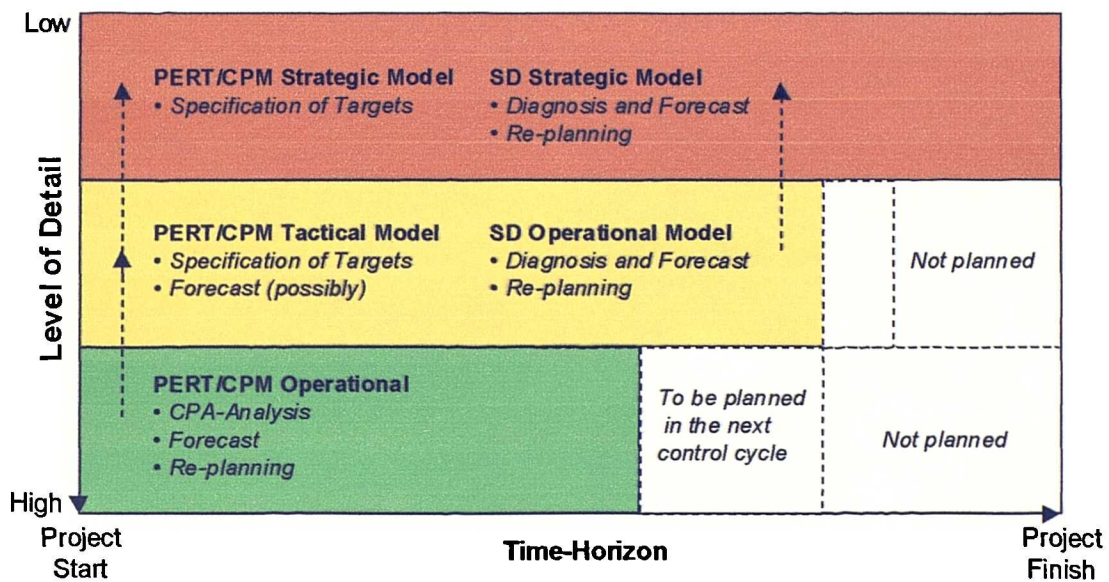 Low
PERT/CPM Strategic Model
• Specification of Targets
SD Strategic Model
• Diagnosis and Forecast
• Re-planning
Level of Detail
PERT/CPM Tactical Model
• Specification of Targets
• Forecast (possibly)
SD Operational Model
• Diagnosis and Forecast
• Re-planning
Not planned
PERT/CPM Operational
• CPA-Analysis
• Forecast
• Re-planning
To be planned
in the next
control cycle
Not planned
High
Project
Start
Time-Horizon
Project
Finish